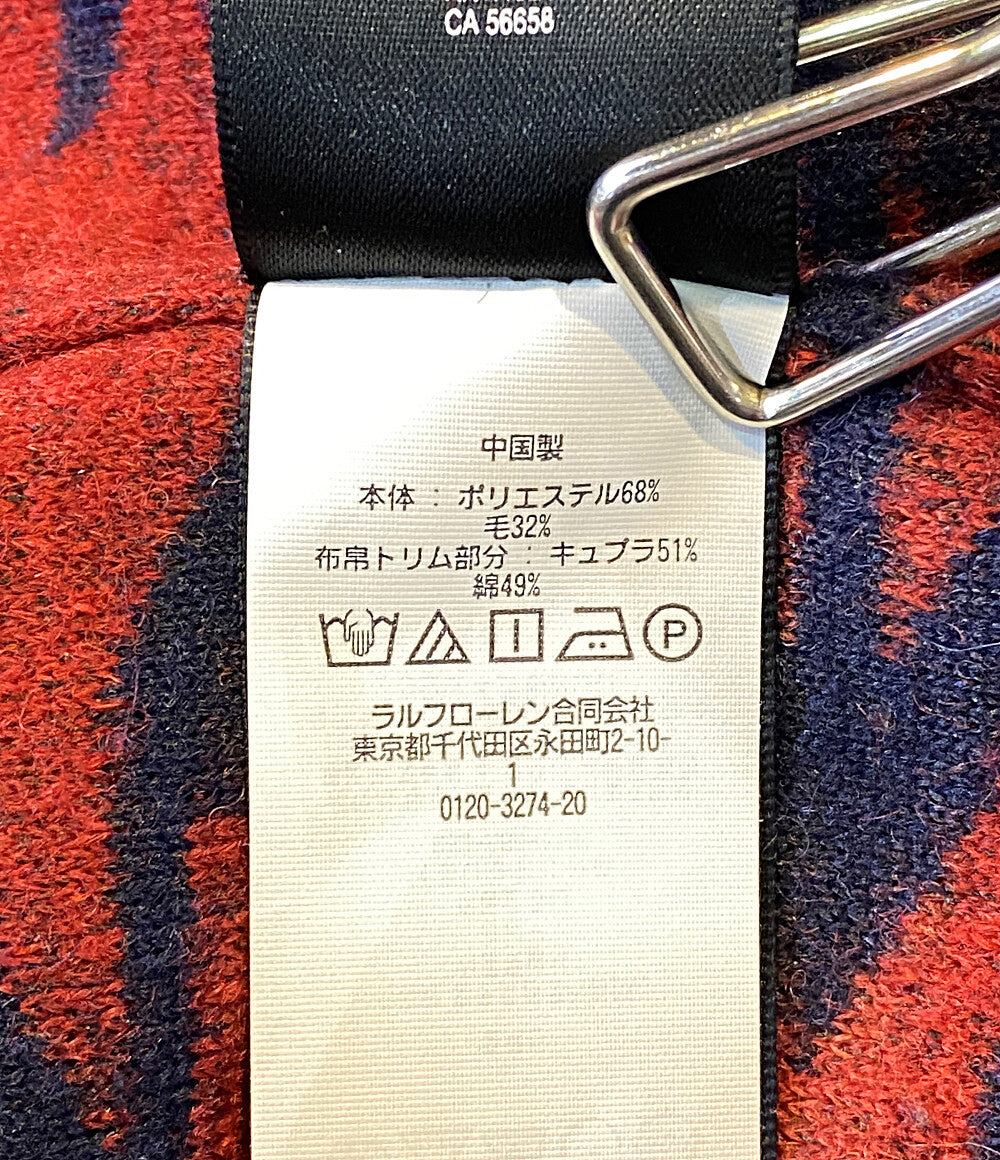 CA 56658
中国製
本体 : ポリエステル68%
毛32%
布帛トリム部分 : キュプラ51%
綿49%
P
ラルフローレン合同会社
東京都千代田区永田町2-10-
1
0120-3274-20